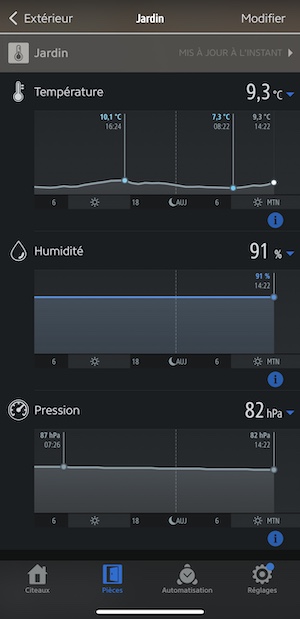 Extérieur Jardin Modifier
Jardin MIS À JOUR À L'INSTANT
Température 9,3 °C
10,1 °C 7,3 °C 9,3 °C
16:24 08:22 14:22
6 18 AUJ 6 MTN
Humidité 91 %
91 %
14:22
6 18 AUJ 6 MTN
Pression 82 hPa
87 hPa 82 hPa
07:26 14:22
6 18 AUJ 6 MTN
Citeaux Pièces Automatisation Réglages